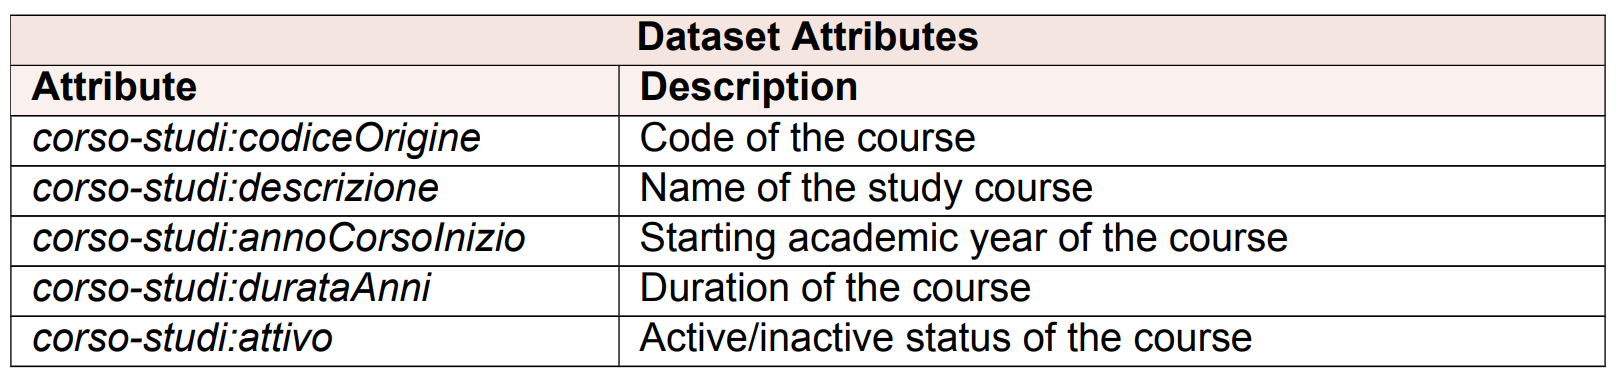 Dataset Attributes
Attribute Description
corso-studi:codiceOrigine Code of the course
corso-studi:descrizione Name of the study course
corso-studi:annoCorsoInizio Starting academic year of the course
corso-studi:durataAnni Duration of the course
corso-studi:attivo Active/inactive status of the course